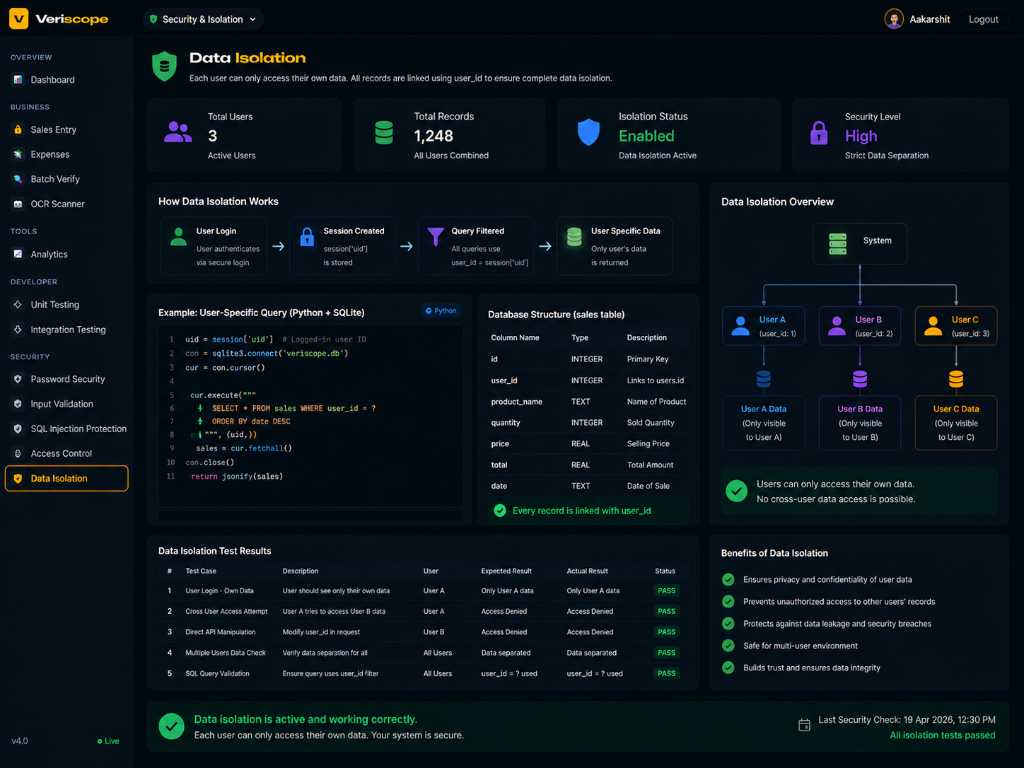 V Veriscope
Security & Isolation
Aakarshit
Logout
OVERVIEW
Dashboard
BUSINESS
Sales Entry
Expenses
Batch Verify
OCR Scanner
TOOLS
Analytics
DEVELOPER
Unit Testing
Integration Testing
SECURITY
Password Security
Input Validation
SQL Injection Protection
Access Control
Data Isolation
v4.0
Live
Data Isolation
Each user can only access their own data. All records are linked using user_id to ensure complete data isolation.
Total Users
3
Active Users
Total Records
1,248
All Users Combined
Isolation Status
Enabled
Data Isolation Active
Security Level
High
Strict Data Separation
How Data Isolation Works
User Login
User authenticates
via secure login
Session Created
session['uid']
is stored
Query Filtered
All queries use
user_id = session['uid']
User Specific Data
Only user's data
is returned
Example: User-Specific Query (Python + SQLite)
Python
1 uid = session['uid'] # Logged-in user ID
2 con = sqlite3.connect('veriscope.db')
3 cur = con.cursor()
4
5 cur.execute("""
6 SELECT * FROM sales WHERE user_id = ?
7 ORDER BY date DESC
8 """, (uid,))
9 sales = cur.fetchall()
10 con.close()
11 return jsonify(sales)
Database Structure (sales table)
Column Name Type Description
id INTEGER Primary Key
user_id INTEGER Links to users.id
product_name TEXT Name of Product
quantity INTEGER Sold Quantity
price REAL Selling Price
total REAL Total Amount
date TEXT Date of Sale
Every record is linked with user_id
Data Isolation Overview
System
User A
(user_id: 1)
User B
(user_id: 2)
User C
(user_id: 3)
User A Data
(Only visible
to User A)
User B Data
(Only visible
to User B)
User C Data
(Only visible
to User C)
Users can only access their own data.
No cross-user data access is possible.
Data Isolation Test Results
# Test Case Description User Expected Result Actual Result Status
1 User Login - Own Data User should see only their own data User A Only User A data Only User A data PASS
2 Cross User Access Attempt User A tries to access User B data User A Access Denied Access Denied PASS
3 Direct API Manipulation Modify user_id in request User B Access Denied Access Denied PASS
4 Multiple Users Data Check Verify data separation for all All Users Data separated Data separated PASS
5 SQL Query Validation Ensure query uses user_id filter All Users user_id = ? used user_id = ? used PASS
Benefits of Data Isolation
Ensures privacy and confidentiality of user data
Prevents unauthorized access to other users' records
Protects against data leakage and security breaches
Safe for multi-user environment
Builds trust and ensures data integrity
Data isolation is active and working correctly.
Each user can only access their own data. Your system is secure.
Last Security Check: 19 Apr 2026, 12:30 PM
All isolation tests passed